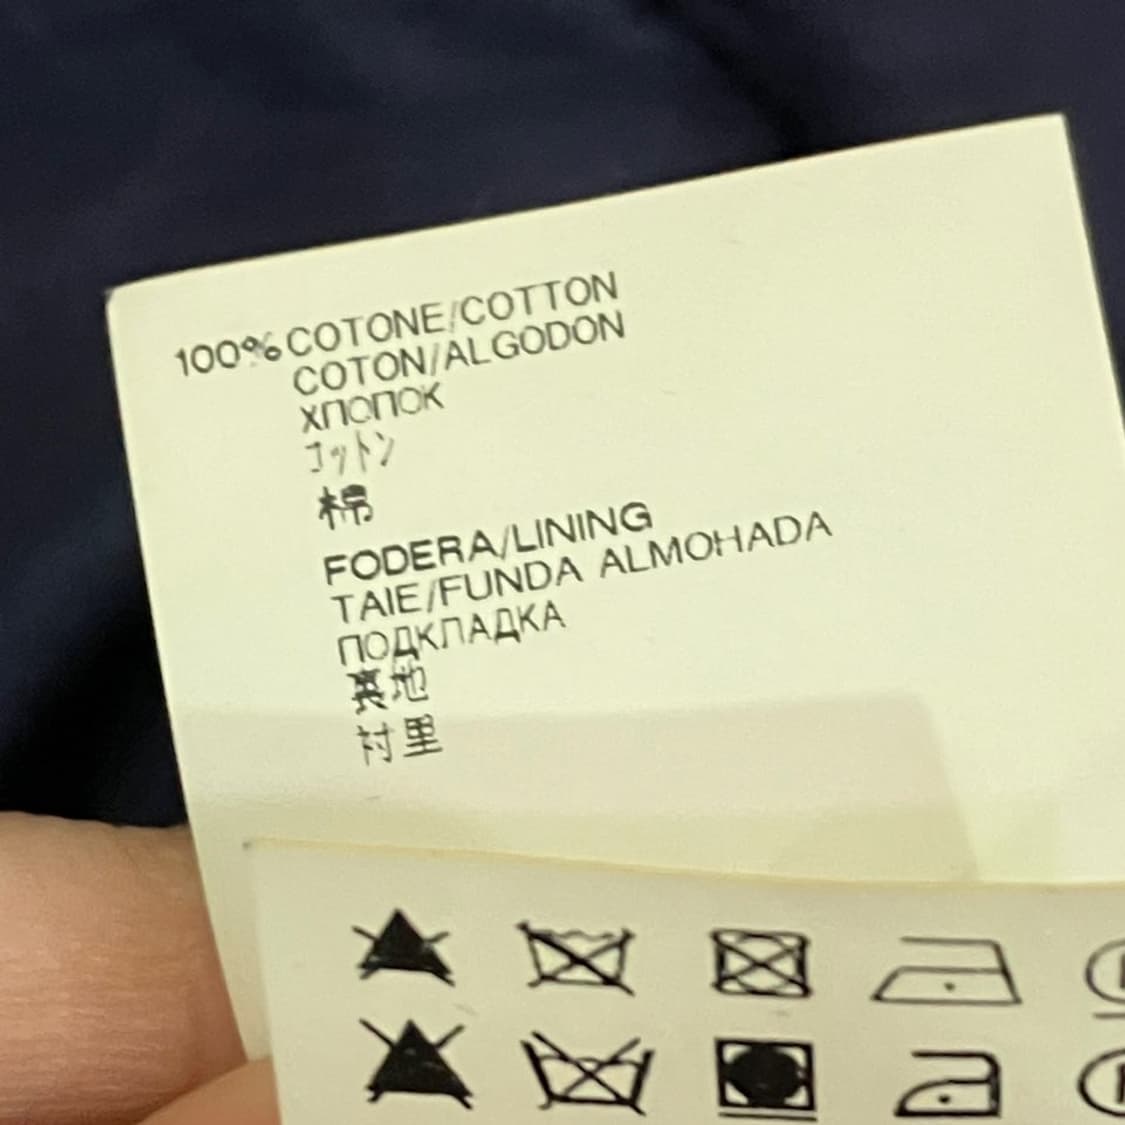 100% COTONE/COTTON
COTON/ALGODON
ХЛОПОК
コットン
棉
FODERA/LINING
TAIE/FUNDA ALMOHADA
ПОДКЛАДКА
裏地
衬里